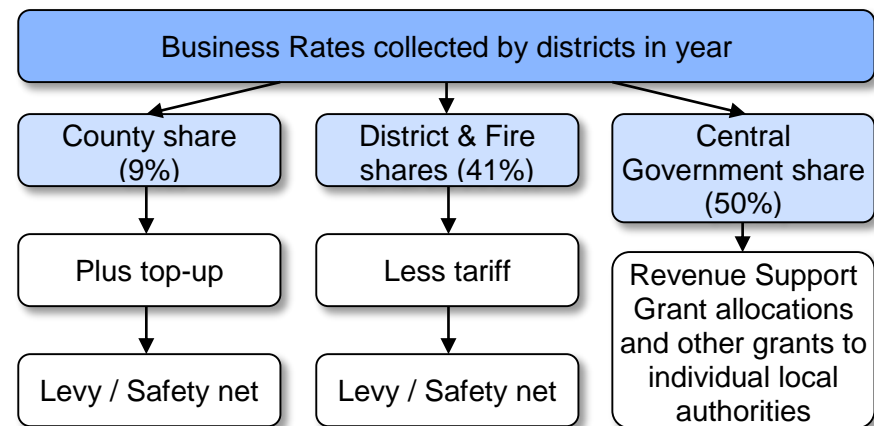 Business Rates collected by districts in year
County share
(9%)
District & Fire
shares (41%)
Central
Government share
(50%)
Plus top-up
Less tariff
Revenue Support
Grant allocations
and other grants to
individual local
authorities
Levy / Safety net
Levy / Safety net